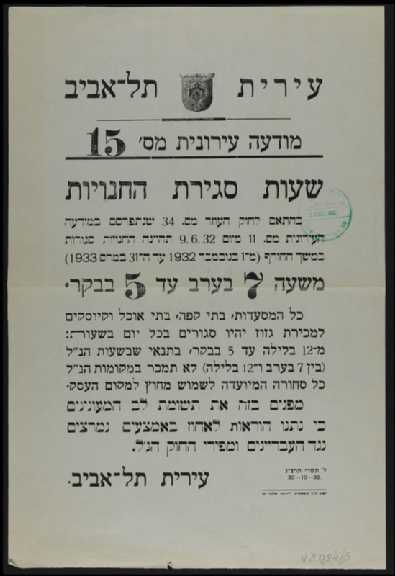 עירית תל־אביב
מודעה עירונית מס׳ 15
שעות סגירת החנויות
בהתאם לחוק העזר מס. 34 שנתפרסם במודעה
העירונית מס. 11 מיום 9.6.32 תהיינה החנויות סגורות
במשך החורף (מ־1 בנובמבר 1932 עד ה־31 במרס 1933)
משעה 7 בערב עד 5 בבקר.
כל המסעדות, בתי קפה, בתי אוכל וקיוסקים
למכירת גזוז יהיו סגורים בכל יום בשעות:
מ־12 בלילה עד 5 בבקר, בתנאי שבשעות הנ"ל
(בין 7 בערב ו־12 בלילה) לא תמכר במקומות הנ"ל
כל סחורה המיועדה לשמוש מחוץ למקום העסק.
מפנים בזה את תשומת לב המעונינים
כי נתנו הוראות לאחוז באמצעים נמרצים
נגד העבריינים ומפירי החוק הנ"ל.
עירית תל־אביב.
ל׳ תשרי תרצ"ג
30-10-32